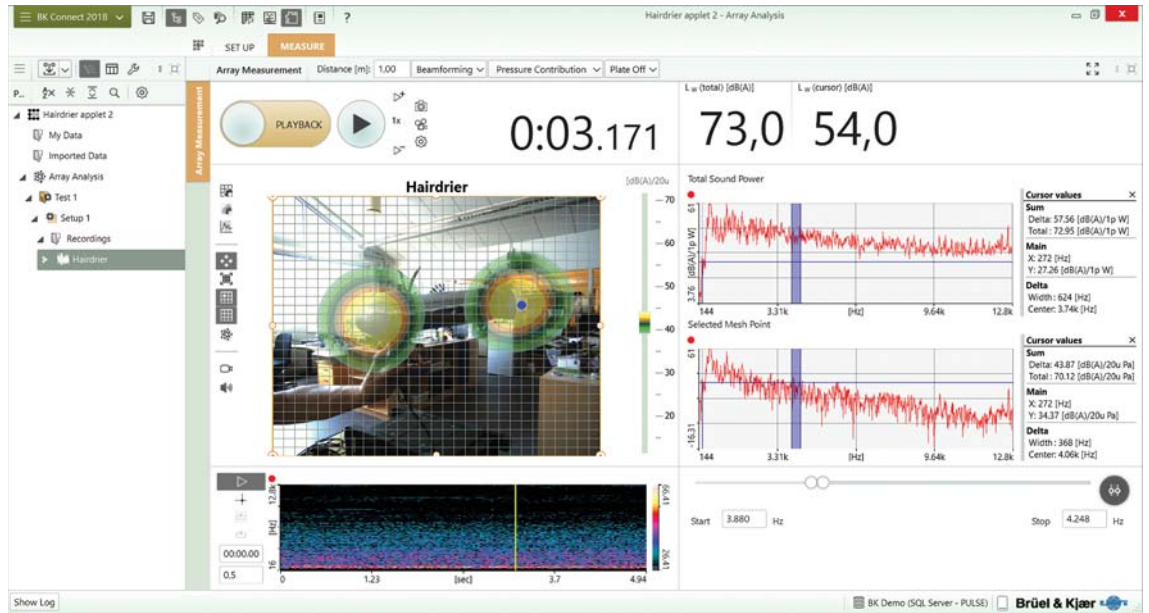 BK Connect 2018
?
Hairdrier applet 2 - Array Analysis
x
SET UP
MEASURE
Array Measurement
Distance [m]: 1,00
Beamforming
Pressure Contribution
Plate Off
P...
Hairdrier applet 2
My Data
Imported Data
Array Analysis
Test 1
Setup 1
Recordings
Hairdrier
Array Measurement
PLAYBACK
1x
0:03.171
L w (total) [dB(A)]
73,0
L w (cursor) [dB(A)]
54,0
Hairdrier
[dB(A)/20u
70
60
50
40
30
20
Total Sound Power
61
[dB(A)/1p W]
3.76
144
3.31k
[Hz]
9.64k
12.8k
Cursor values
Sum
Delta: 57.56 [dB(A)/1p W]
Total : 72.95 [dB(A)/1p W]
Main
X: 272 [Hz]
Y: 27.26 [dB(A)/1p W]
Delta
Width : 624 [Hz]
Center: 3.74k [Hz]
Selected Mesh Point
61
-16.31
144
3.31k
[Hz]
9.64k
12.8k
Cursor values
Sum
Delta: 43.87 [dB(A)/20u Pa]
Total : 70.12 [dB(A)/20u Pa]
Main
X: 272 [Hz]
Y: 34.37 [dB(A)/20u Pa]
Delta
Width : 368 [Hz]
Center: 4.06k [Hz]
00:00.00
0.5
12.8k
[Hz]
16
0
1.23
[sec]
3.7
4.94
66.41
26.41
Start
3.880
Hz
Stop
4.248
Hz
Show Log
BK Demo (SQL Server - PULSE)
Brüel & Kjær